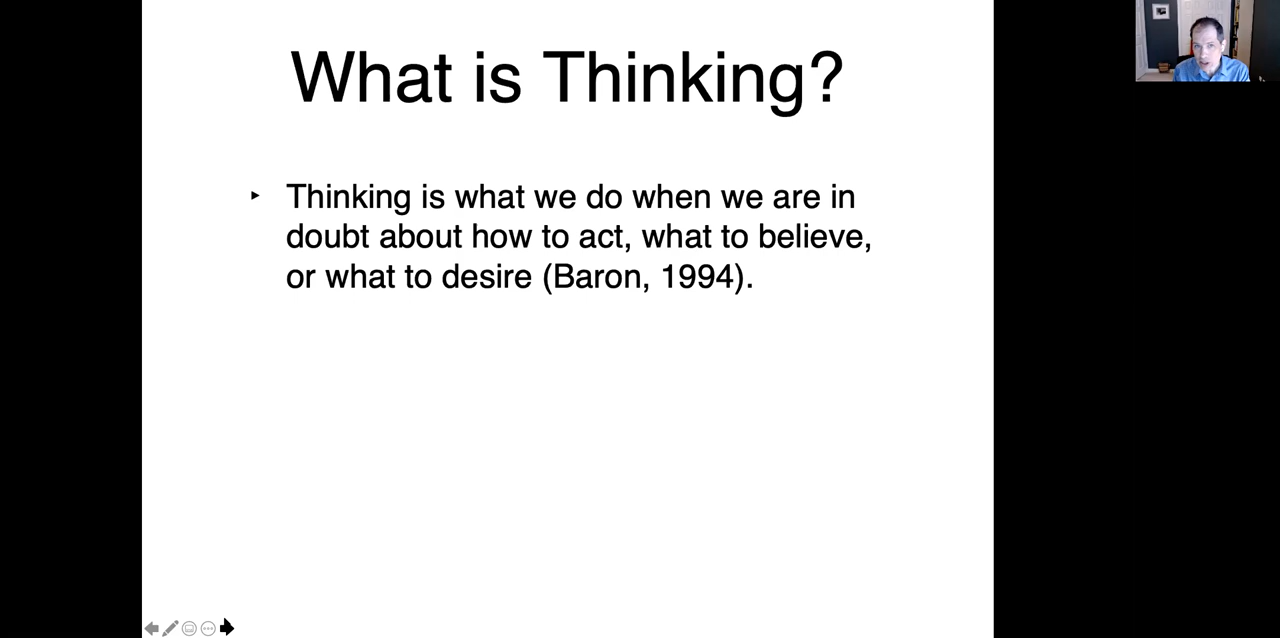 What is Thinking?
‣ Thinking is what we do when we are in
doubt about how to act, what to believe,
or what to desire (Baron, 1994).